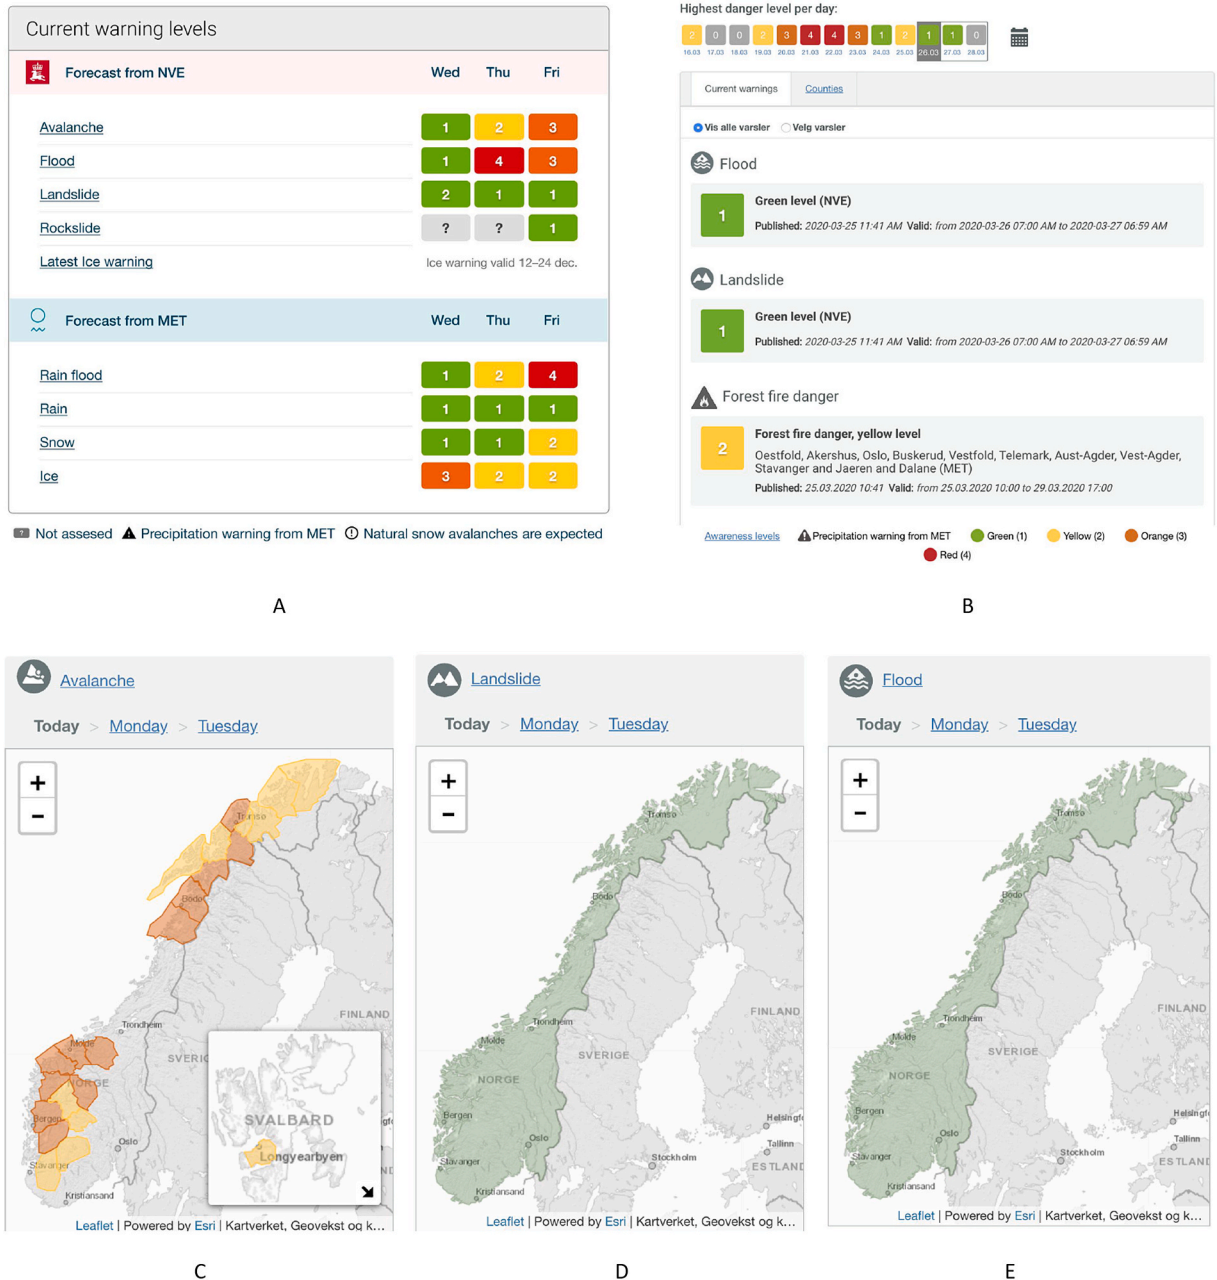 Current warning levels
Forecast from NVE Wed Thu Fri
Avalanche 1 2 3
Flood 1 4 3
Landslide 2 1 1
Rockslide ? ? 1
Latest Ice warning Ice warning valid 12–24 dec.
Forecast from MET Wed Thu Fri
Rain flood 1 2 4
Rain 1 1 1
Snow 1 1 2
Ice 3 2 2
? Not assesed Precipitation warning from MET Natural snow avalanches are expected
A
Highest danger level per day:
2 0 0 2 3 4 4 3 1 2 1 1 0
16.03 17.03 18.03 19.03 20.03 21.03 22.03 23.03 24.03 25.03 26.03 27.03 28.03
Current warnings Counties
Vis alle varsler Velg varsler
Flood
1
Green level (NVE)
Published: 2020-03-25 11:41 AM Valid: from 2020-03-26 07:00 AM to 2020-03-27 06:59 AM
Landslide
1
Green level (NVE)
Published: 2020-03-25 11:41 AM Valid: from 2020-03-26 07:00 AM to 2020-03-27 06:59 AM
Forest fire danger
2
Forest fire danger, yellow level
Oestfold, Akershus, Oslo, Buskerud, Vestfold, Telemark, Aust-Agder, Vest-Agder,
Stavanger and Jaeren and Dalane (MET)
Published: 25.03.2020 10:41 Valid: from 25.03.2020 10:00 to 29.03.2020 17:00
Awareness levels Precipitation warning from MET Green (1) Yellow (2) Orange (3)
Red (4)
B
Avalanche
Today > Monday > Tuesday
+
−
Tromsø
Bodø
FINLAND
Trondheim
Molde
SVERIG
NORGE
SVALBARD
Bergen
Oslo
Longyearbyen
Stavanger
Kristiansand
Leaflet | Powered by Esri | Kartverket, Geovekst og k...
C
Landslide
Today > Monday > Tuesday
+
−
Tromsø
Bodø
FINLAND
Trondheim
Molde
SVERIGE
NORGE
Bergen
Helsingfo
Oslo
Tallinn
Stavanger
Stockholm
ESTLAND
Kristiansand
Leaflet | Powered by Esri | Kartverket, Geovekst og k...
D
Flood
Today > Monday > Tuesday
+
−
Tromsø
Bodø
FINLAND
Trondheim
Molde
SVERIGE
NORGE
Bergen
Helsingf
Oslo
Tallinn
Stavanger
Stockholm
ESTLAND
Kristiansand
Leaflet | Powered by Esri | Kartverket, Geovekst og k...
E